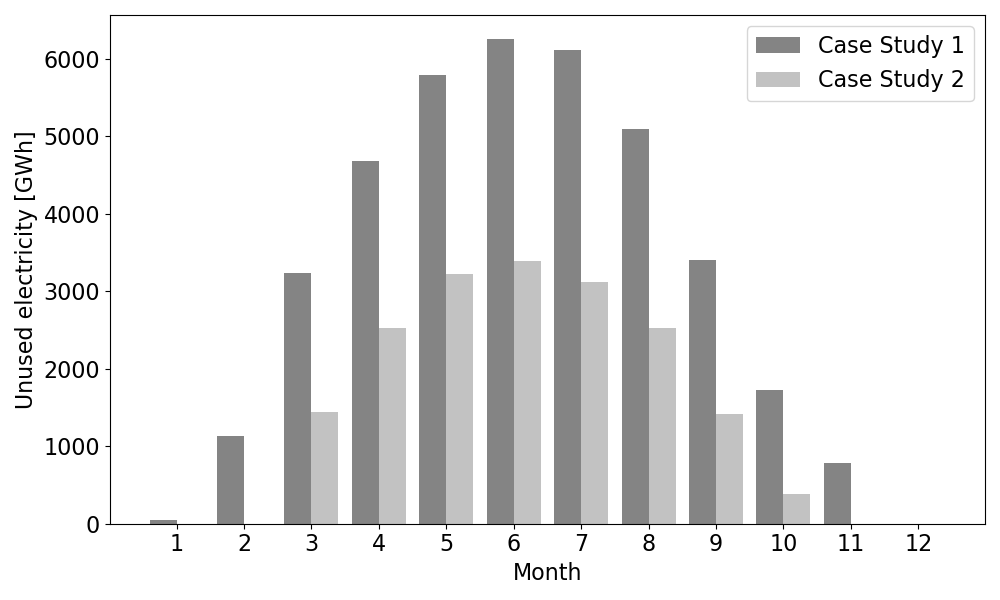 Case Study 1
Case Study 2
6000
5000
4000
3000
2000
1000
0
Unused electricity [GWh]
1 2 3 4 5 6 7 8 9 10 11 12
Month